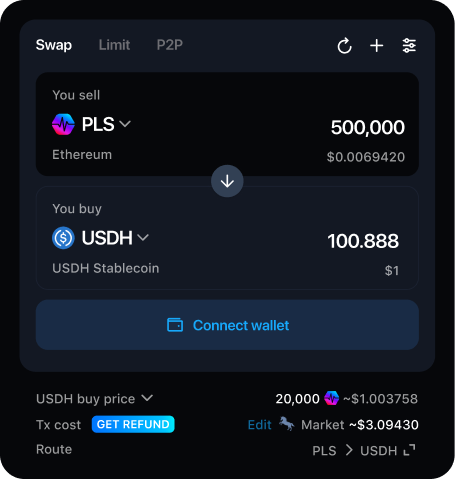 Swap Limit P2P
You sell
PLS 500,000
Ethereum $0.0069420
You buy
USDH 100.888
USDH Stablecoin $1
Connect wallet
USDH buy price 20,000 ~$1.003758
Tx cost GET REFUND Edit Market ~$3.09430
Route PLS > USDH